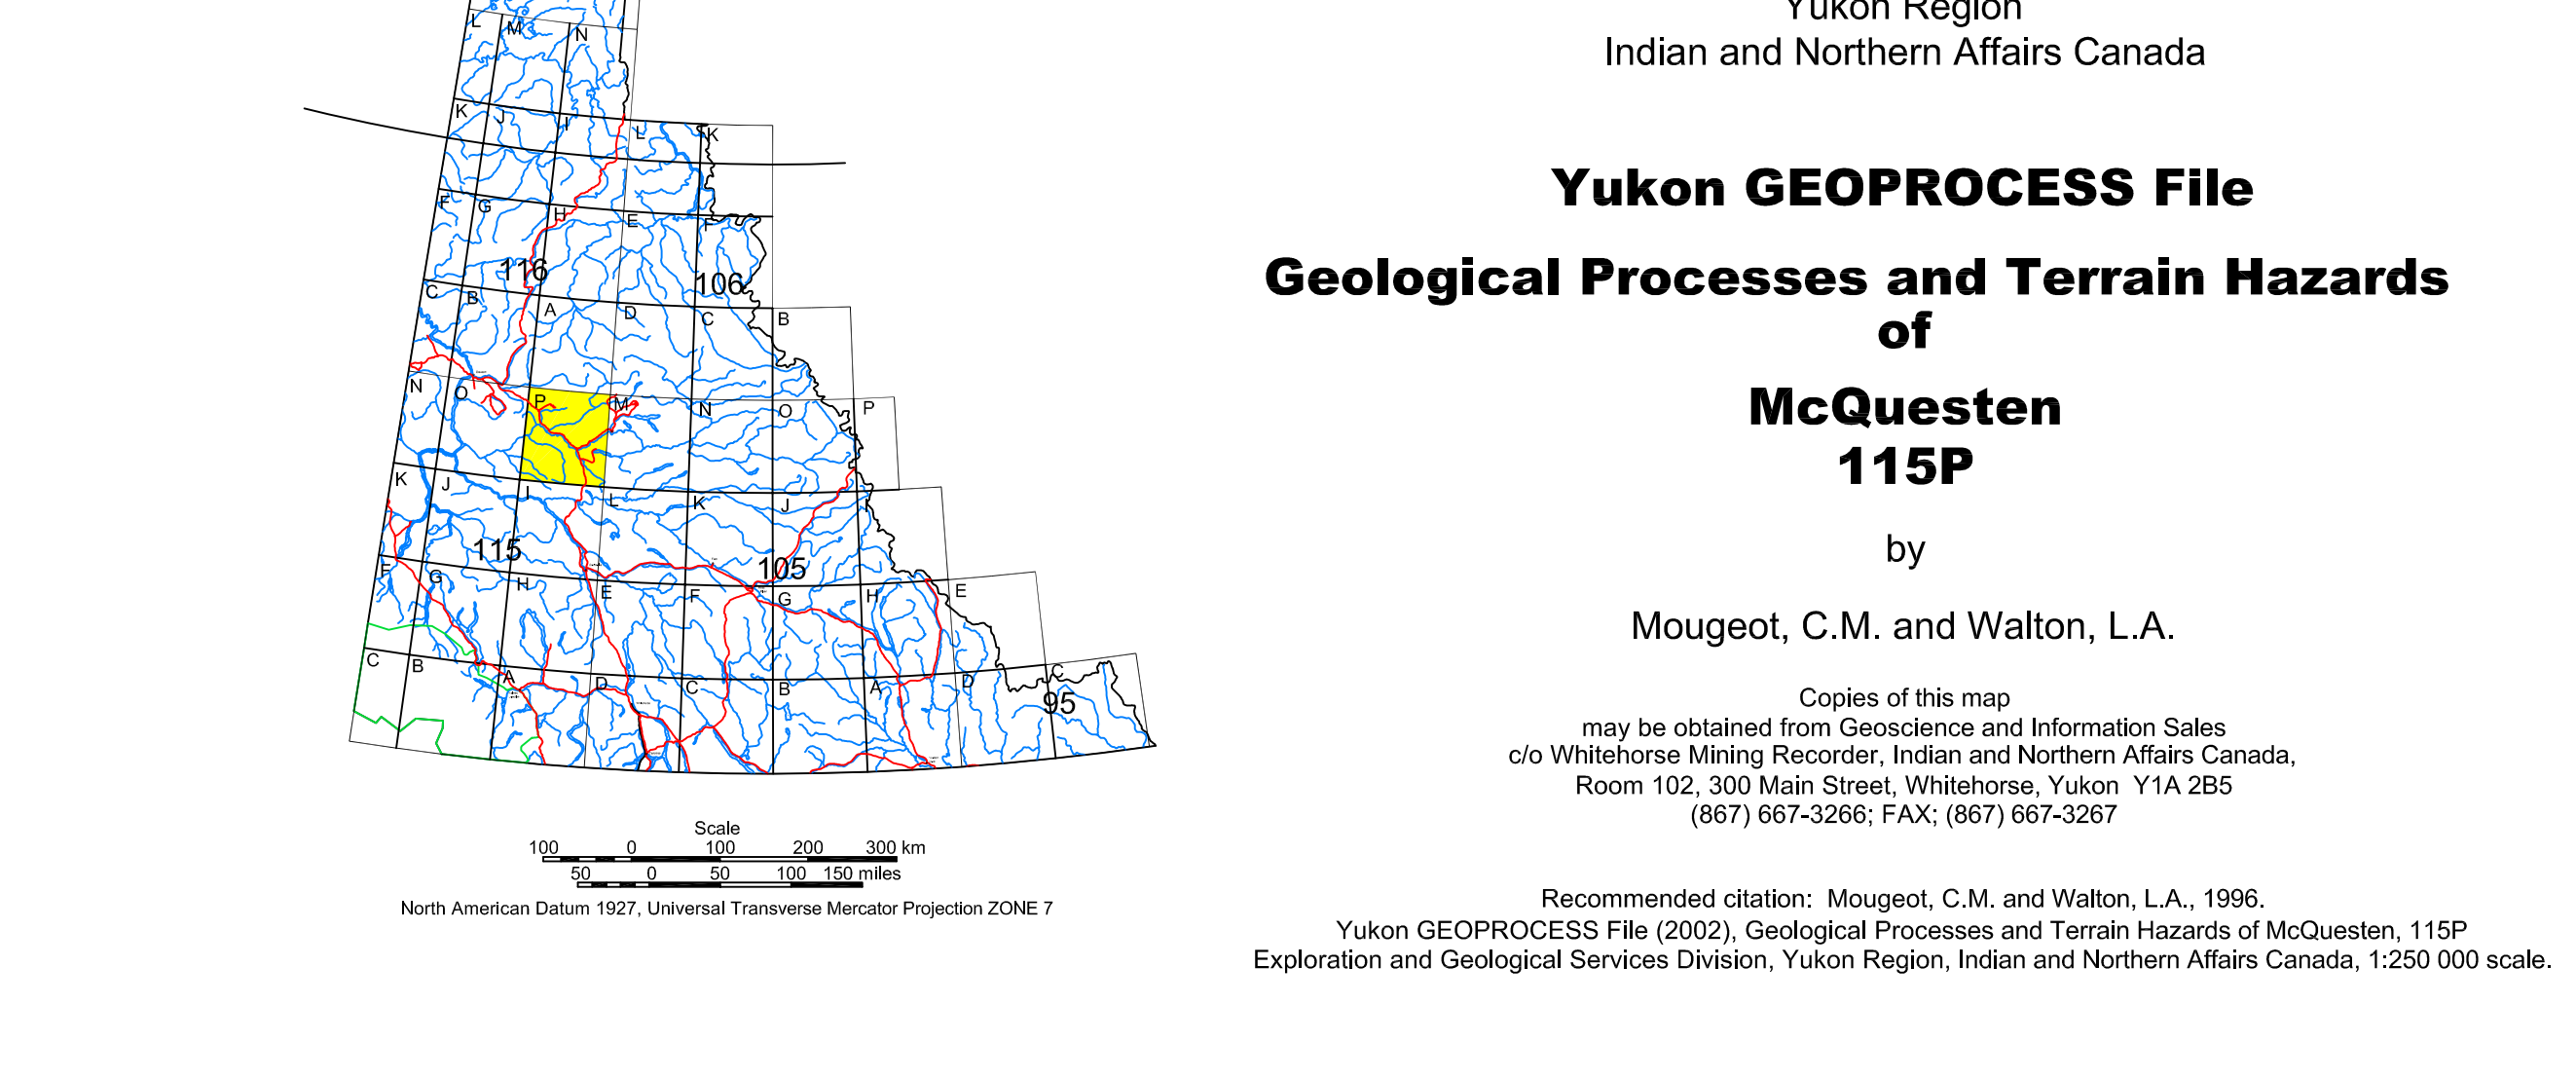 L M N
K J I L K
F G H E F
116 106
C B A D C B
N O P M N O P
K J I L K J I
115 105
F G H E F G H E
C B A D C B A D C
95
Scale
100 0 100 200 300 km
50 0 50 100 150 miles
North American Datum 1927, Universal Transverse Mercator Projection ZONE 7
Yukon Region
Indian and Northern Affairs Canada
Yukon GEOPROCESS File
Geological Processes and Terrain Hazards
of
McQuesten
115P
by
Mougeot, C.M. and Walton, L.A.
Copies of this map
may be obtained from Geoscience and Information Sales
c/o Whitehorse Mining Recorder, Indian and Northern Affairs Canada,
Room 102, 300 Main Street, Whitehorse, Yukon Y1A 2B5
(867) 667-3266; FAX; (867) 667-3267
Recommended citation: Mougeot, C.M. and Walton, L.A., 1996.
Yukon GEOPROCESS File (2002), Geological Processes and Terrain Hazards of McQuesten, 115P
Exploration and Geological Services Division, Yukon Region, Indian and Northern Affairs Canada, 1:250 000 scale.